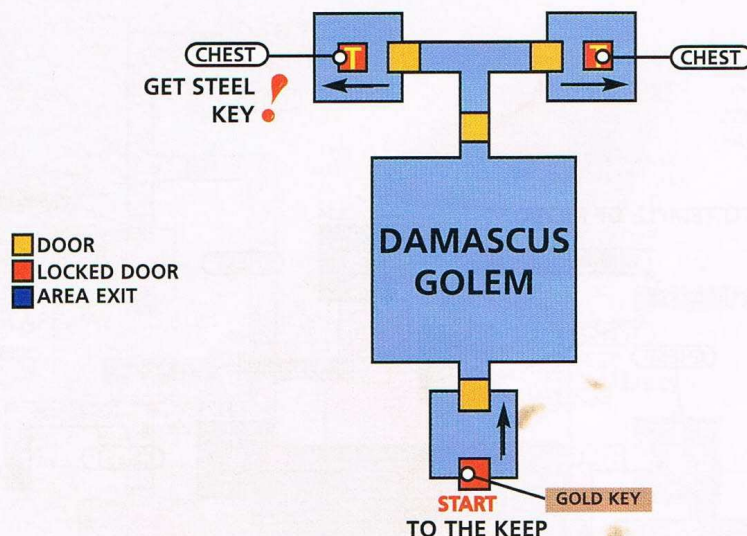 CHEST
CHEST
GET STEEL
KEY !
T
T
DAMASCUS
GOLEM
DOOR
LOCKED DOOR
AREA EXIT
START
GOLD KEY
TO THE KEEP